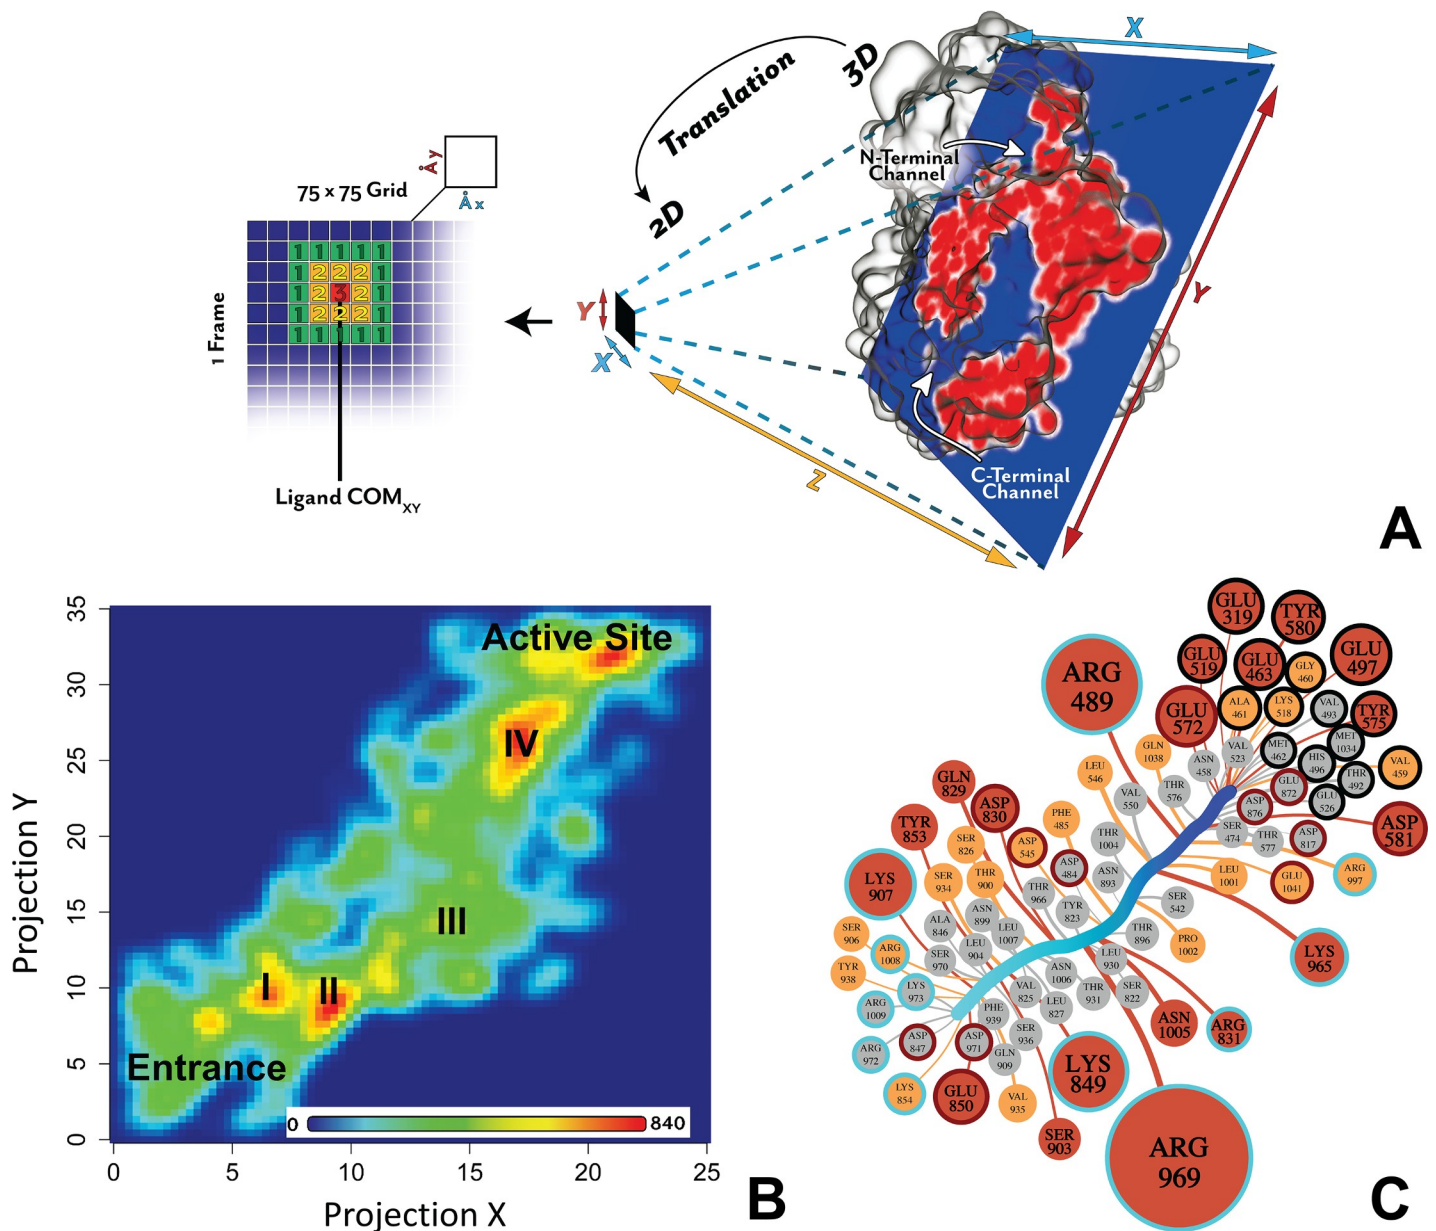 3D
Translation
2D
X
N-Terminal
Channel
Åy
75 x 75 Grid
Åx
1 1 1 1 1
1 2 2 2 1
1 2 3 2 1
1 2 2 2 1
1 1 1 1 1
1 Frame
Y
X
Y
Z
C-Terminal
Channel
Ligand COMXY
A
35
30
25
20
15
10
5
0
Projection Y
Active Site
IV
III
I
II
Entrance
0
840
0
5
10
15
20
25
Projection X
B
GLU
319
TYR
580
GLU
519
GLU
463
GLY
460
GLU
497
ARG
489
GLU
572
ALA
461
LYS
518
VAL
493
TYR
575
GLN
1038
ASN
458
VAL
523
MET
462
HIS
496
MET
1034
THR
492
VAL
459
LEU
546
THR
576
GLU
872
GLU
526
GLN
829
ASP
830
VAL
550
ASP
876
ASP
581
TYR
853
SER
826
PHE
485
THR
1004
SER
474
THR
577
ASP
817
ASP
545
ASP
484
ASN
893
LEU
1001
GLU
1041
ARG
997
LYS
907
SER
934
THR
900
THR
966
TYR
823
SER
542
ALA
846
ASN
899
LEU
1007
THR
896
PRO
1002
LYS
965
SER
906
ARG
1008
SER
970
LEU
904
LEU
930
TYR
938
LYS
973
ASN
1006
THR
931
SER
822
ARG
1009
VAL
825
LEU
827
PHE
939
ASN
1005
ARG
831
ARG
972
ASP
847
ASP
971
SER
936
GLN
909
LYS
849
LYS
854
GLU
850
VAL
935
SER
903
ARG
969
C